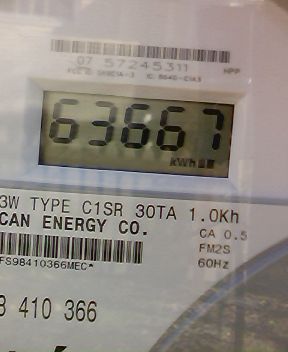 07 57245311
HPP
63667
kWh
3W TYPE C1SR 30TA 1.0Kh
CAN ENERGY CO.
CA 0.5
FM2S
FS98410366MEC*
60Hz
8 410 366